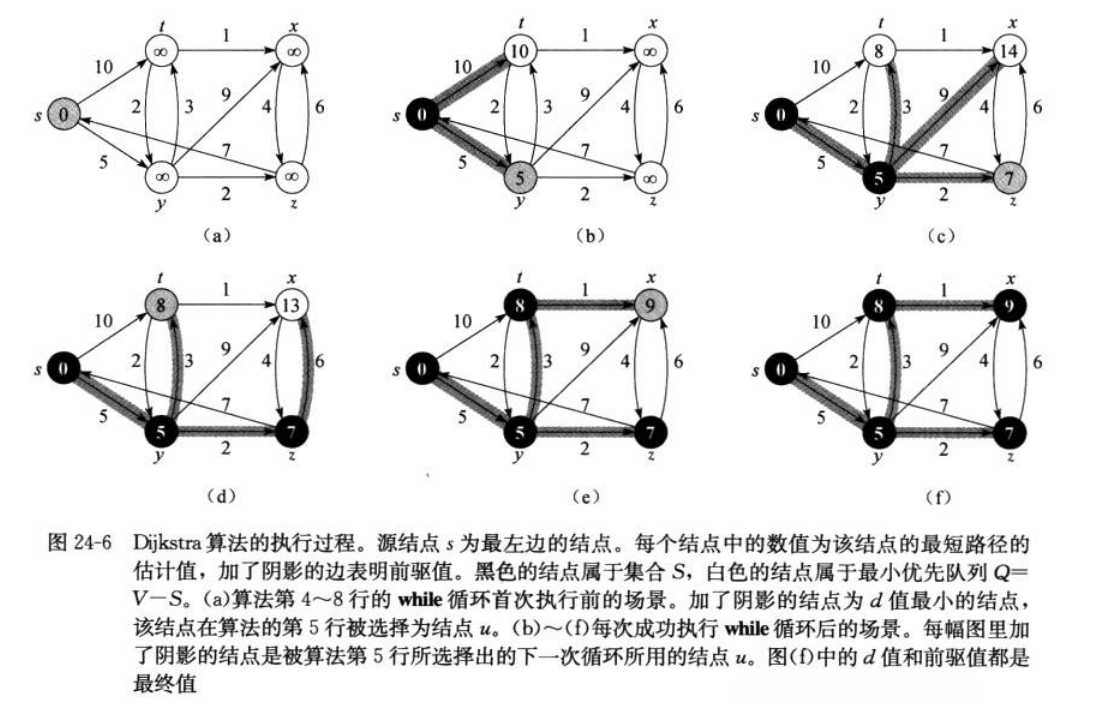 t x
1
∞ ∞
10
s 0 2 3 9 4 6
5 7
∞ ∞
y 2 z
(a)
t x
1
10 ∞
10
s 0 2 3 9 4 6
5 7
5 ∞
y 2 z
(b)
t x
1
8 14
10
s 0 2 3 9 4 6
5 7
5 7
y 2 z
(c)
t x
1
8 13
10
s 0 2 3 9 4 6
5 7
5 7
y 2 z
(d)
t x
1
8 9
10
s 0 2 3 9 4 6
5 7
5 7
y 2 z
(e)
t x
1
8 9
10
s 0 2 3 9 4 6
5 7
5 7
y 2 z
(f)
图 24-6 Dijkstra 算法的执行过程。源结点 s 为最左边的结点。每个结点中的数值为该结点的最短路径的
估计值，加了阴影的边表明前驱值。黑色的结点属于集合 S，白色的结点属于最小优先队列 Q=
V-S。(a)算法第 4～8 行的 while 循环首次执行前的场景。加了阴影的结点为 d 值最小的结点，
该结点在算法的第 5 行被选择为结点 u。(b)～(f)每次成功执行 while 循环后的场景。每幅图里加
了阴影的结点是被算法第 5 行所选择出的下一次循环所用的结点 u。图(f)中的 d 值和前驱值都是
最终值